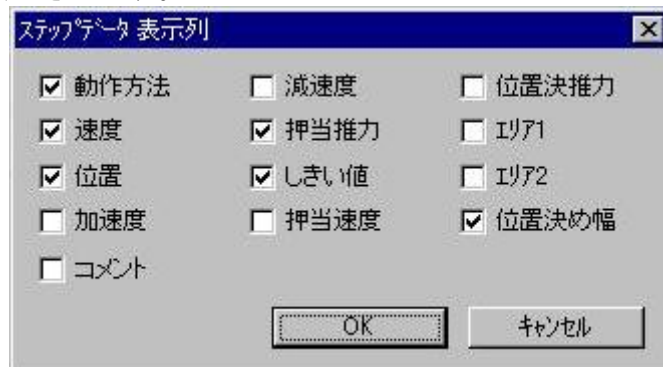 ステップデータ 表示列
動作方法 減速度 位置決推力
速度 押当推力 エリア1
位置 しきい値 エリア2
加速度 押当速度 位置決め幅
コメント
OK キャンセル